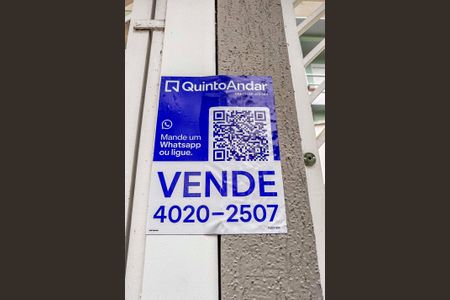 QuintoAndar
Mande um
Whatsapp
ou ligue.
VENDE
4020-2507